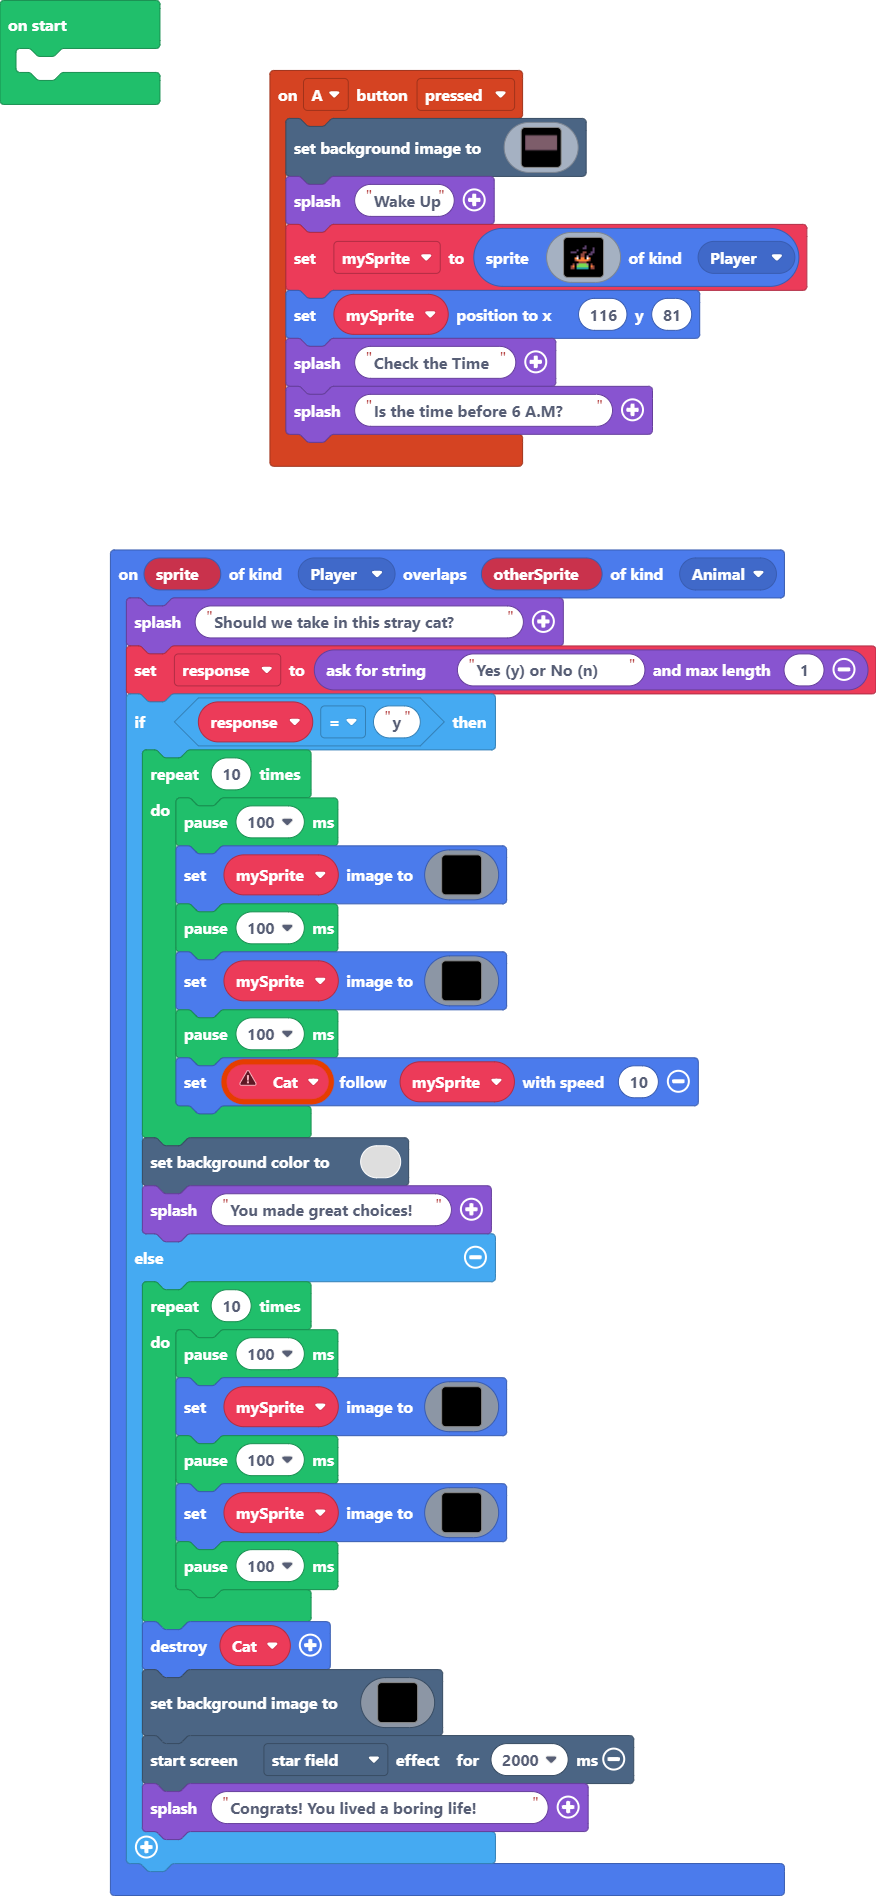 on start
on A button pressed
set background image to
splash "Wake Up"
set mySprite to sprite of kind Player
set mySprite position to x 116 y 81
splash "Check the Time "
splash "Is the time before 6 A.M? "
on sprite of kind Player overlaps otherSprite of kind Animal
splash "Should we take in this stray cat? "
set response to ask for string "Yes (y) or No (n) " and max length 1
if response = "y" then
repeat 10 times
do
pause 100 ms
set mySprite image to
pause 100 ms
set mySprite image to
pause 100 ms
set Cat follow mySprite with speed 10
set background color to
splash "You made great choices! "
else
repeat 10 times
do
pause 100 ms
set mySprite image to
pause 100 ms
set mySprite image to
pause 100 ms
destroy Cat
set background image to
start screen star field effect for 2000 ms
splash "Congrats! You lived a boring life! "